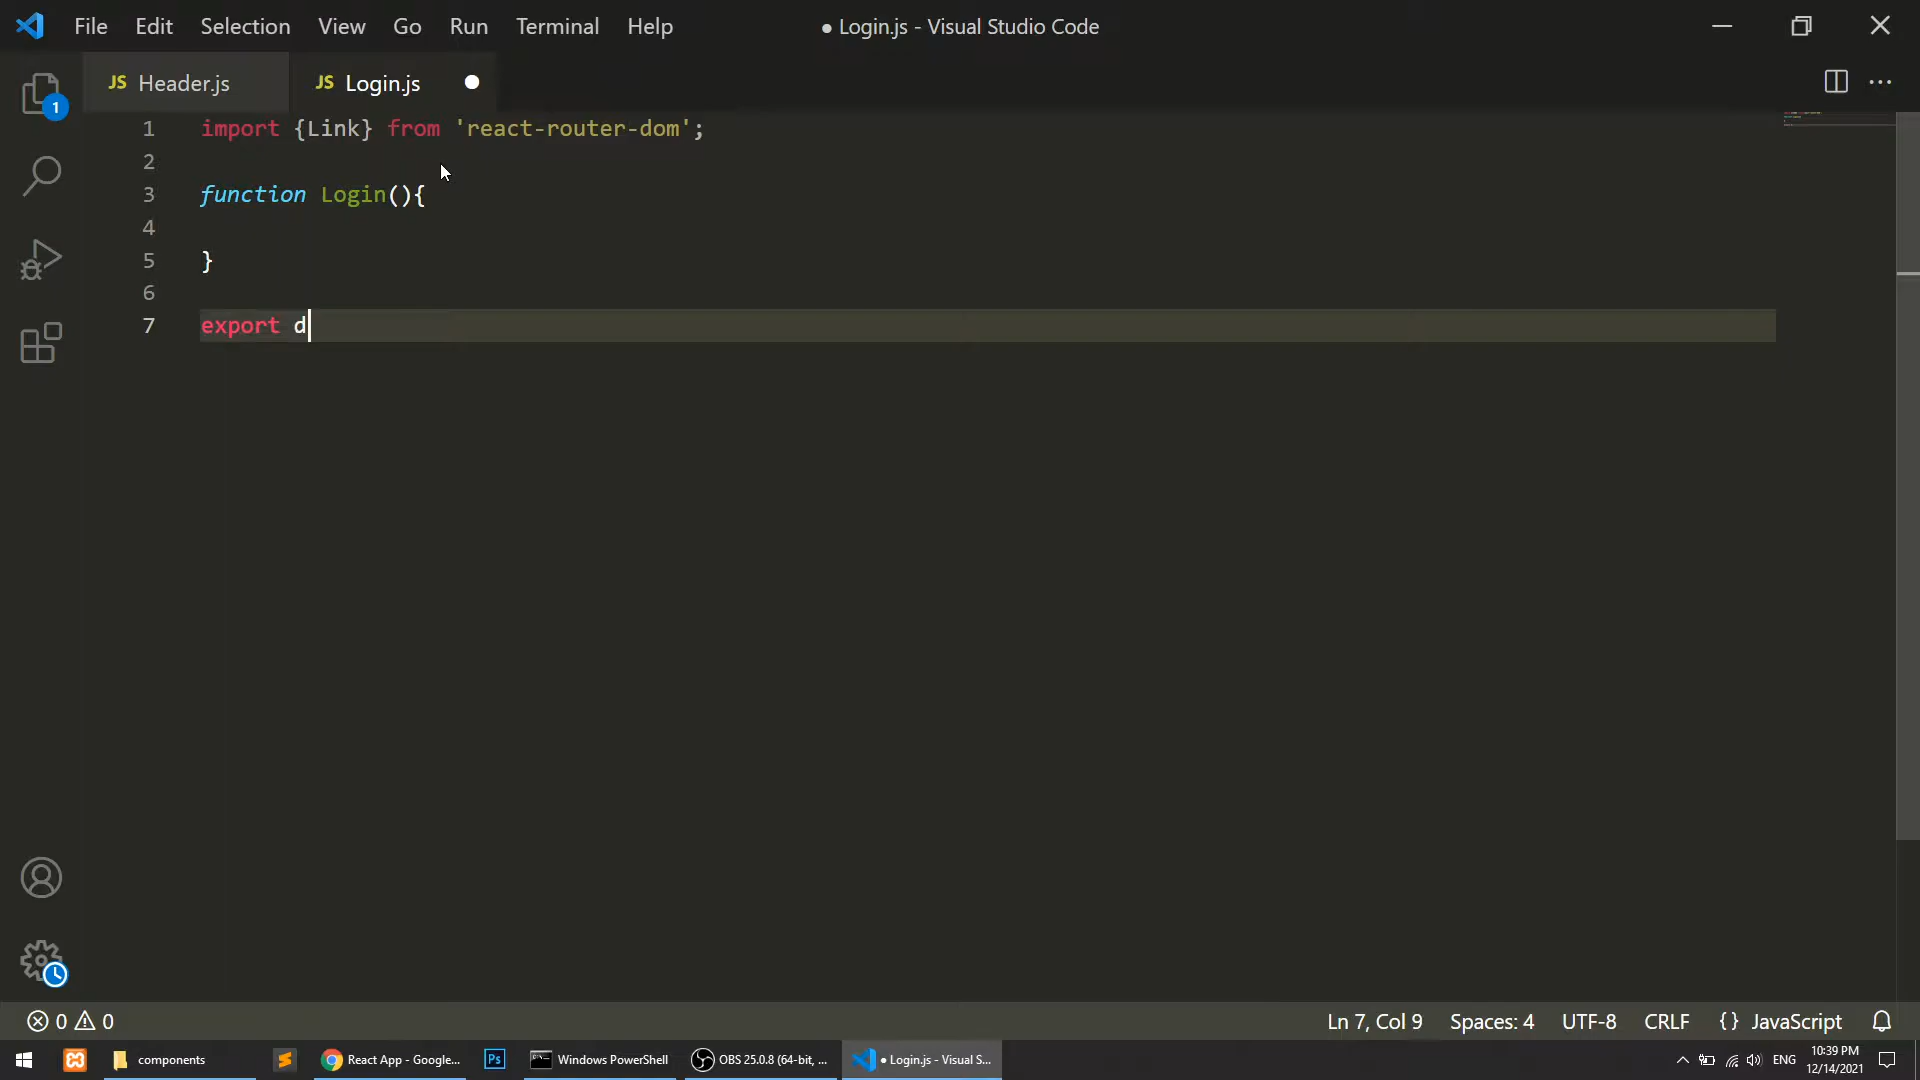 File Edit Selection View Go Run Terminal Help ● Login.js - Visual Studio Code
JS Header.js JS Login.js
1
1 import {Link} from 'react-router-dom';
2
3 function Login(){
4
5 }
6
7 export d
0 0 Ln 7, Col 9 Spaces: 4 UTF-8 CRLF {} JavaScript
components React App - Google... Ps Windows PowerShell OBS 25.0.8 (64-bit, ... ● Login.js - Visual S... ENG 10:39 PM
12/14/2021